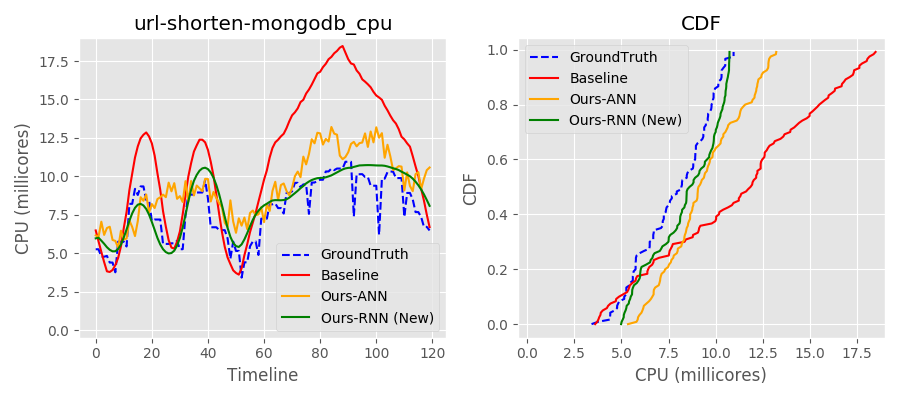 url-shorten-mongodb_cpu
CPU (millicores)
17.5
15.0
12.5
10.0
7.5
5.0
2.5
0.0
0 20 40 60 80 100 120
Timeline
GroundTruth
Baseline
Ours-ANN
Ours-RNN (New)
CDF
CDF
1.0
0.8
0.6
0.4
0.2
0.0
0.0 2.5 5.0 7.5 10.0 12.5 15.0 17.5
CPU (millicores)
GroundTruth
Baseline
Ours-ANN
Ours-RNN (New)